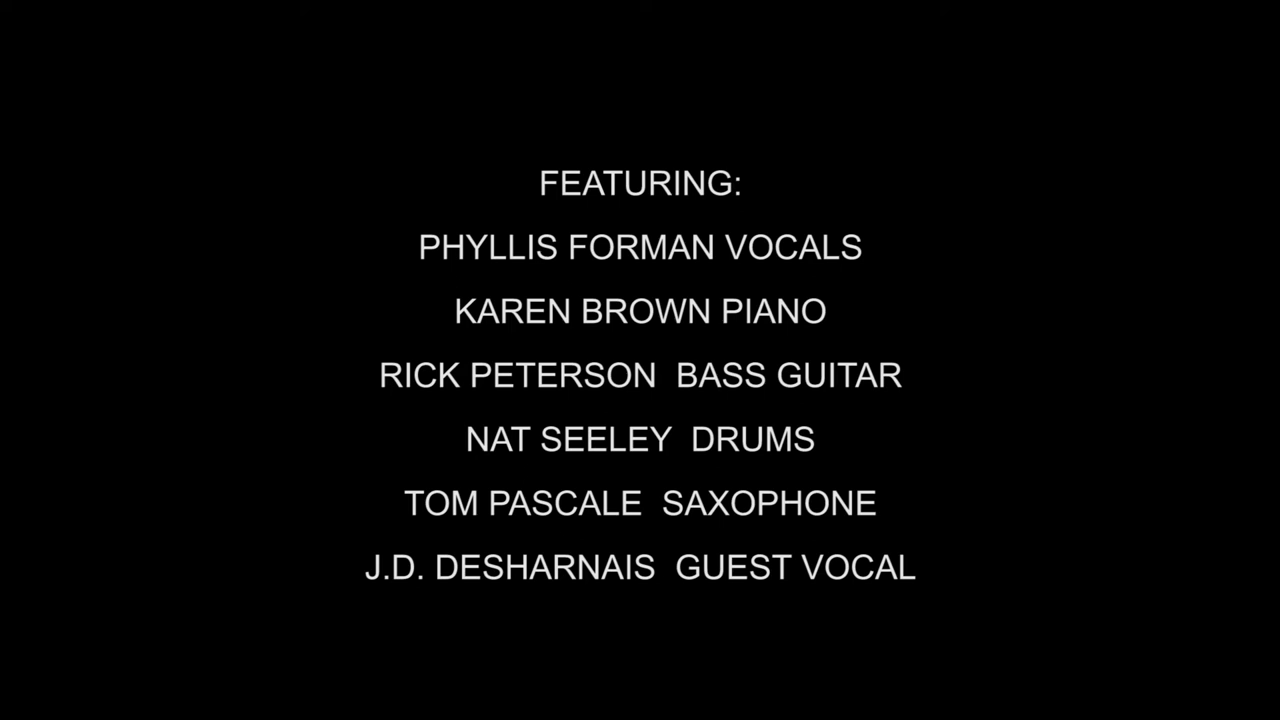 FEATURING:
PHYLLIS FORMAN VOCALS
KAREN BROWN PIANO
RICK PETERSON  BASS GUITAR
NAT SEELEY  DRUMS
TOM PASCALE  SAXOPHONE
J.D. DESHARNAIS  GUEST VOCAL